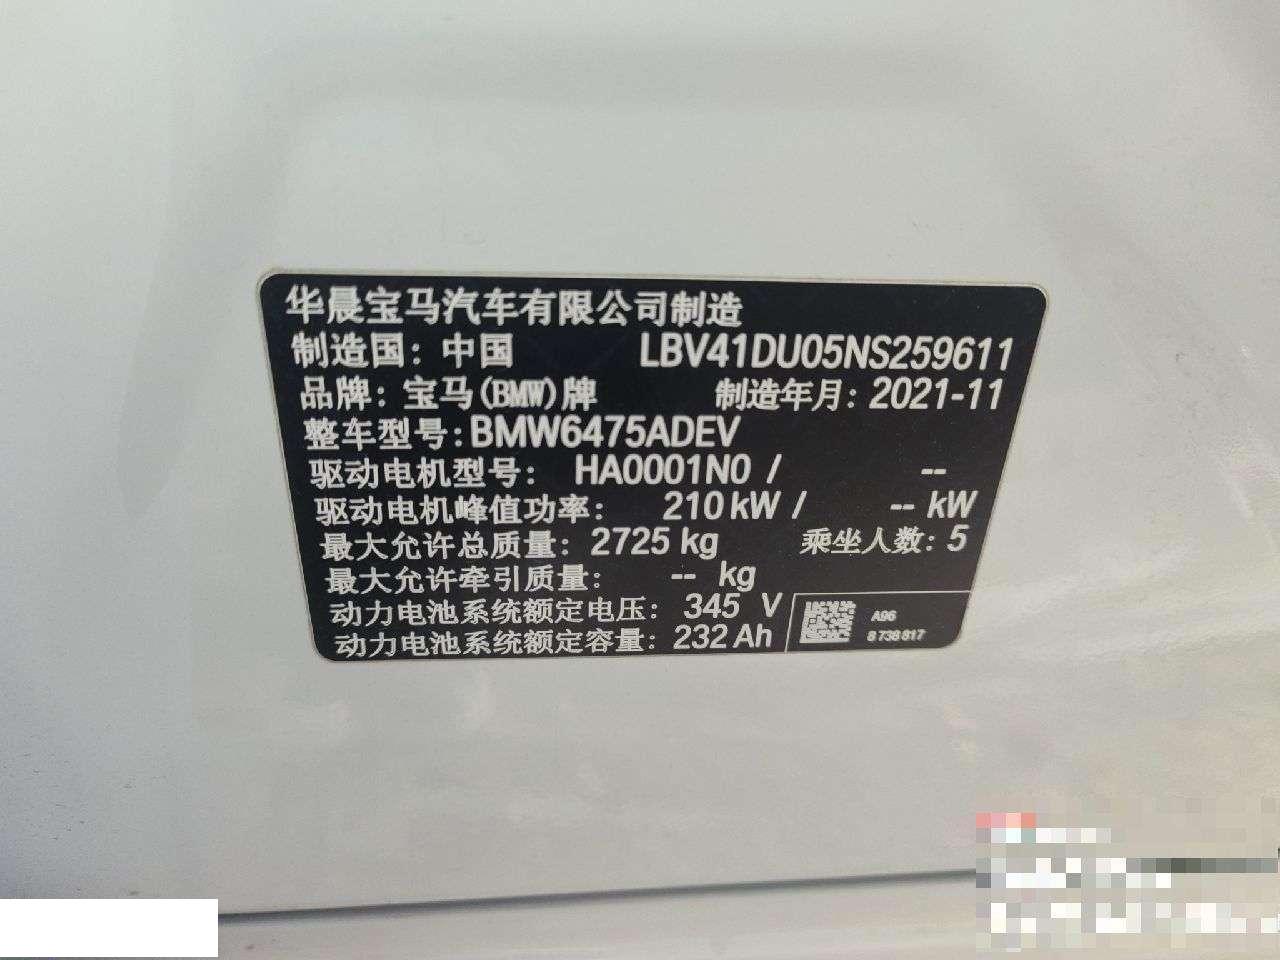 华晨宝马汽车有限公司制造
制造国：中国 LBV41DU05NS259611
品牌：宝马(BMW)牌 制造年月：2021-11
整车型号：BMW6475ADEV
驱动电机型号： HA0001N0 / --
驱动电机峰值功率： 210 kW / -- kW
最大允许总质量：2725 kg 乘坐人数：5
最大允许牵引质量： -- kg
动力电池系统额定电压：345 V
动力电池系统额定容量：232 Ah
A96
8 738 817